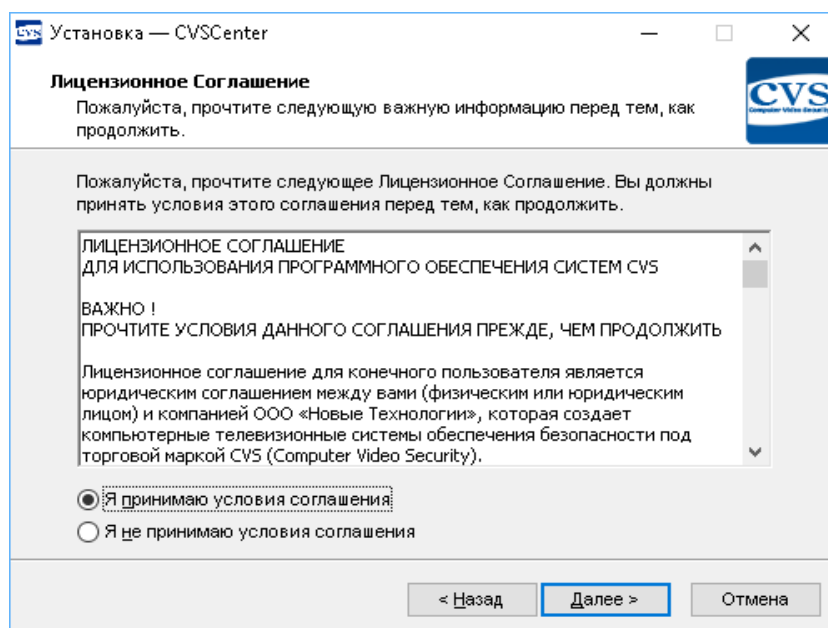 CVS Установка — CVSCenter
Лицензионное Соглашение
Пожалуйста, прочтите следующую важную информацию перед тем, как
продолжить.
CVS
Computer Video Security
Пожалуйста, прочтите следующее Лицензионное Соглашение. Вы должны
принять условия этого соглашения перед тем, как продолжить.
ЛИЦЕНЗИОННОЕ СОГЛАШЕНИЕ
ДЛЯ ИСПОЛЬЗОВАНИЯ ПРОГРАММНОГО ОБЕСПЕЧЕНИЯ СИСТЕМ CVS
ВАЖНО !
ПРОЧТИТЕ УСЛОВИЯ ДАННОГО СОГЛАШЕНИЯ ПРЕЖДЕ, ЧЕМ ПРОДОЛЖИТЬ
Лицензионное соглашение для конечного пользователя является
юридическим соглашением между вами (физическим или юридическим
лицом) и компанией ООО «Новые Технологии», которая создает
компьютерные телевизионные системы обеспечения безопасности под
торговой маркой CVS (Computer Video Security).
Я принимаю условия соглашения
Я не принимаю условия соглашения
< Назад
Далее >
Отмена